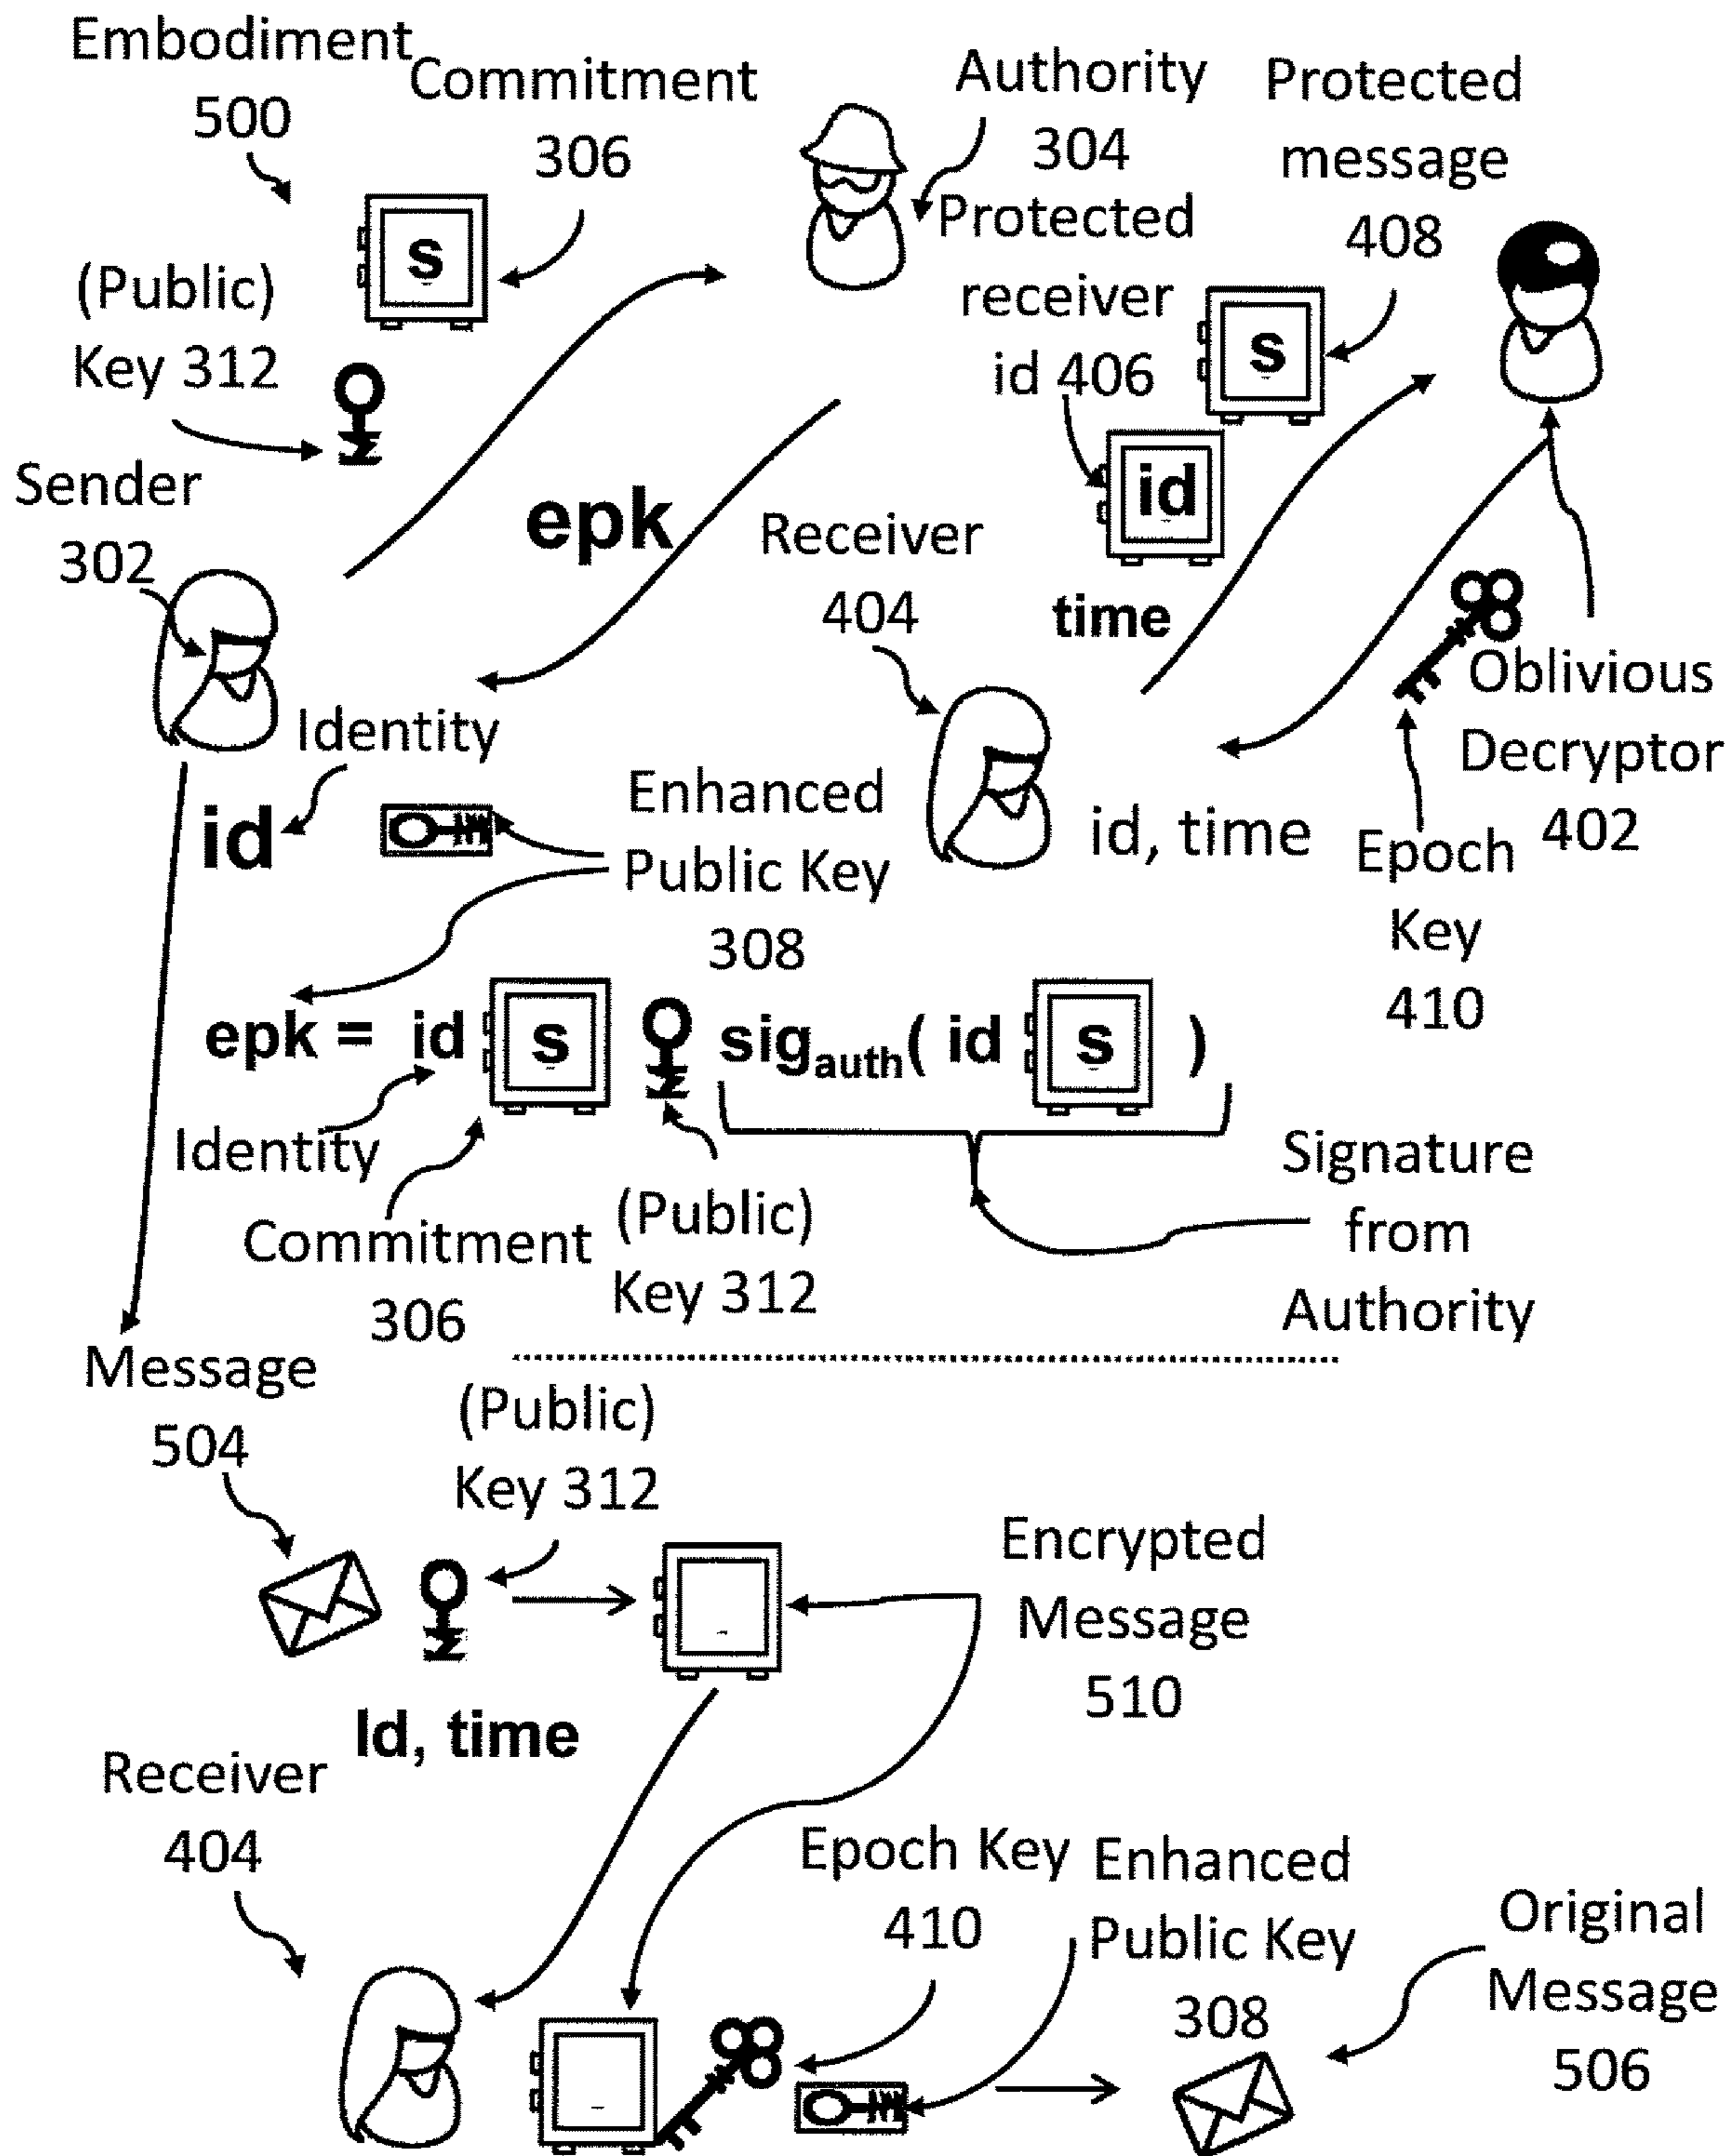 Embodiment
500
Commitment
306
Authority
304
Protected
message
408
(Public)
Key 312
s
Protected
receiver
id 406
s
id
Sender
302
epk
Receiver
404
time
Oblivious
Decryptor
402
Identity
id
Enhanced
Public Key
308
id, time
Epoch
Key
410
epk = id s sigauth( id s )
Identity
Commitment
306
(Public)
Key 312
Signature
from
Authority
Message
504
(Public)
Key 312
Encrypted
Message
510
Id, time
Receiver
404
Epoch Key
410
Enhanced
Public Key
308
Original
Message
506